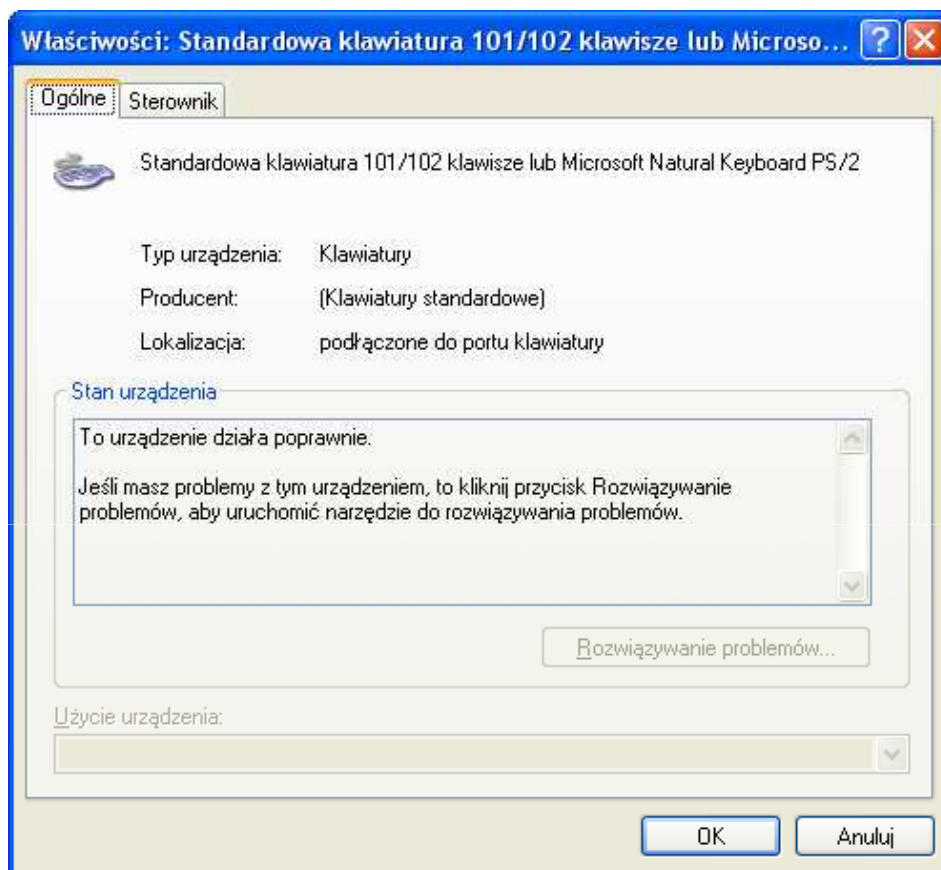 Właściwości: Standardowa klawiatura 101/102 klawisze lub Microso...
Ogólne
Sterownik
Standardowa klawiatura 101/102 klawisze lub Microsoft Natural Keyboard PS/2
Typ urządzenia: Klawiatury
Producent: (Klawiatury standardowe)
Lokalizacja: podłączone do portu klawiatury
Stan urządzenia
To urządzenie działa poprawnie.
Jeśli masz problemy z tym urządzeniem, to kliknij przycisk Rozwiązywanie
problemów, aby uruchomić narzędzie do rozwiązywania problemów.
Rozwiązywanie problemów...
Użycie urządzenia:
OK
Anuluj